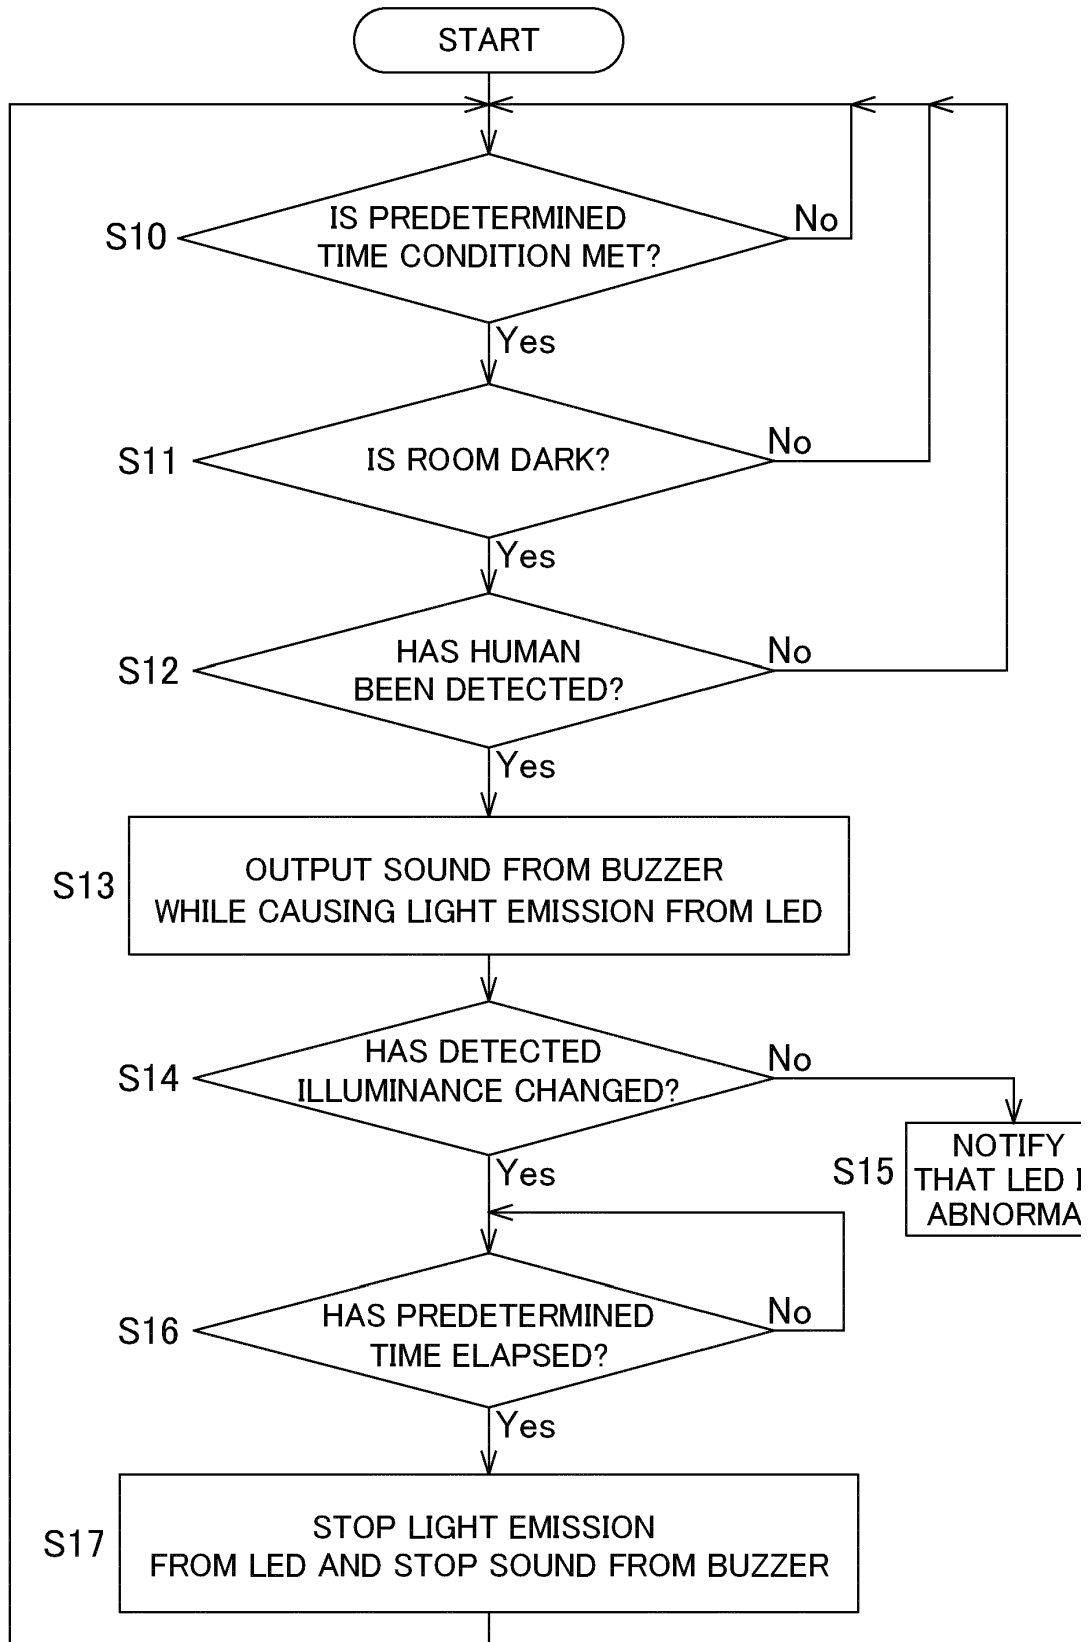 START
S10
IS PREDETERMINED
TIME CONDITION MET?
No
Yes
S11
IS ROOM DARK?
No
Yes
S12
HAS HUMAN
BEEN DETECTED?
No
Yes
S13
OUTPUT SOUND FROM BUZZER
WHILE CAUSING LIGHT EMISSION FROM LED
S14
HAS DETECTED
ILLUMINANCE CHANGED?
No
Yes
S15
NOTIFY
THAT LED
S16
HAS PREDETERMINED
TIME ELAPSED?
No
Yes
S17
STOP LIGHT EMISSION
FROM LED AND STOP SOUND FROM BUZZER